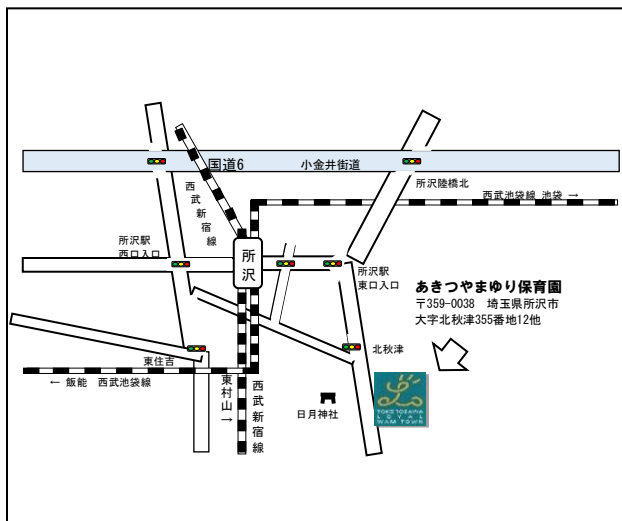 国道6
小金井街道
所沢陸橋北
西武池袋線 池袋 →
西武新宿線
所沢駅
西口入口
所沢
所沢駅
東口入口
あきつやまゆり保育園
〒359-0038 埼玉県所沢市
大字北秋津355番地12他
北秋津
東住吉
← 飯能 西武池袋線
東村山→
西武新宿線
日月神社
TOKOTOZAWA
LOYAL
WAM TOWN